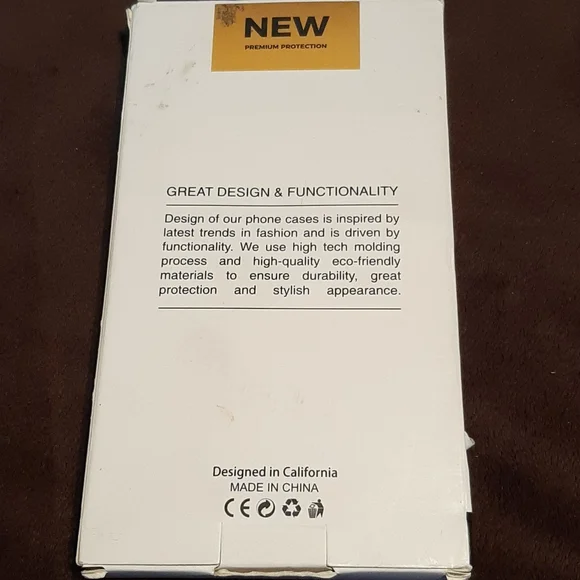 NEW
PREMIUM PROTECTION
GREAT DESIGN & FUNCTIONALITY
Design of our phone cases is inspired by
latest trends in fashion and is driven by
functionality. We use high tech molding
process and high-quality eco-friendly
materials to ensure durability, great
protection and stylish appearance.
Designed in California
MADE IN CHINA
CE